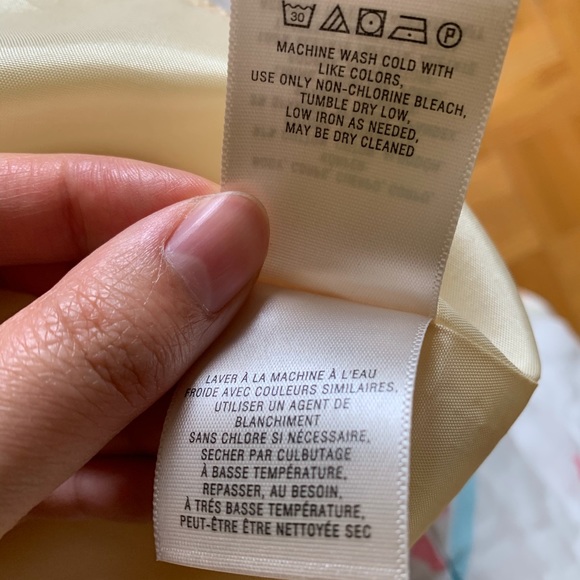 30
P
MACHINE WASH COLD WITH
LIKE COLORS,
USE ONLY NON-CHLORINE BLEACH,
TUMBLE DRY LOW,
LOW IRON AS NEEDED,
MAY BE DRY CLEANED
LAVER À LA MACHINE À L'EAU
FROIDE AVEC COULEURS SIMILAIRES,
UTILISER UN AGENT DE
BLANCHIMENT
SANS CHLORE SI NÉCESSAIRE,
SECHER PAR CULBUTAGE
À BASSE TEMPÉRATURE,
REPASSER, AU BESOIN,
À TRÉS BASSE TEMPÉRATURE,
PEUT-ÊTRE ÊTRE NETTOYÉE SEC